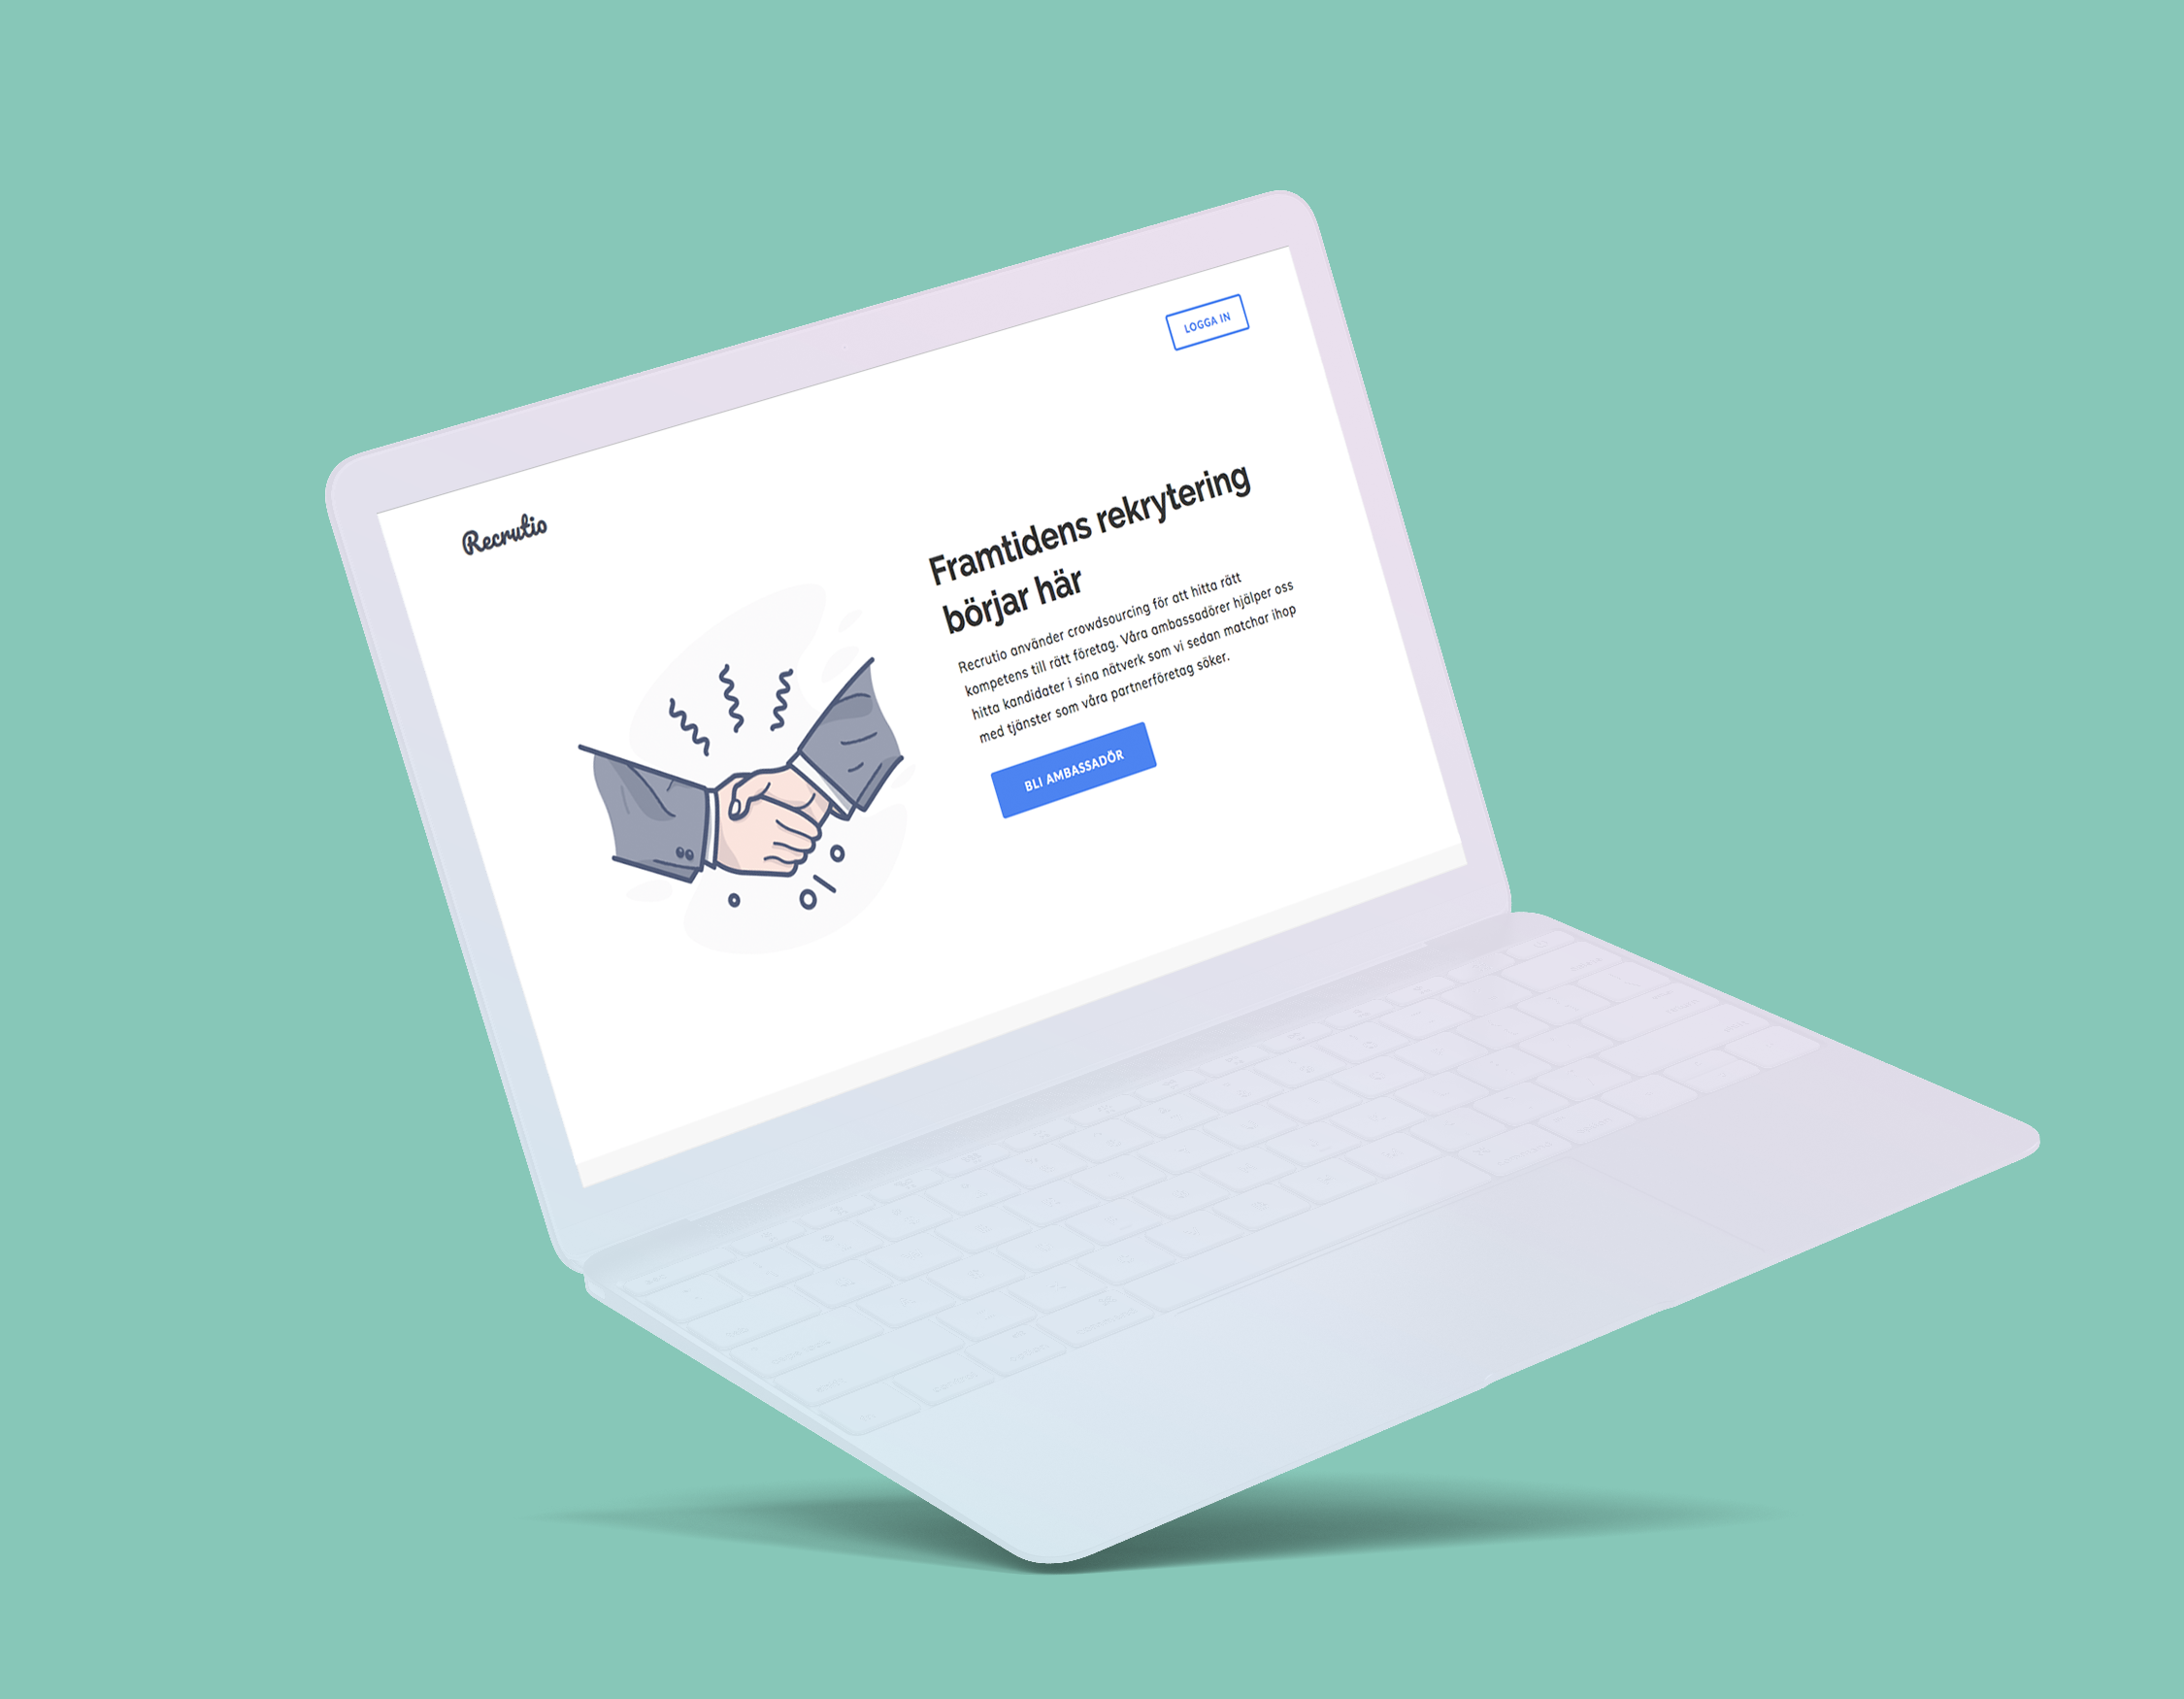 Recrutio
LOGGA IN
Framtidens rekrytering
börjar här
Recrutio använder crowdsourcing för att hitta rätt
kompetens till rätt företag. Våra ambassadörer hjälper oss
hitta kandidater i sina nätverk som vi sedan matchar ihop
med tjänster som våra partnerföretag söker.
BLI AMBASSADÖR